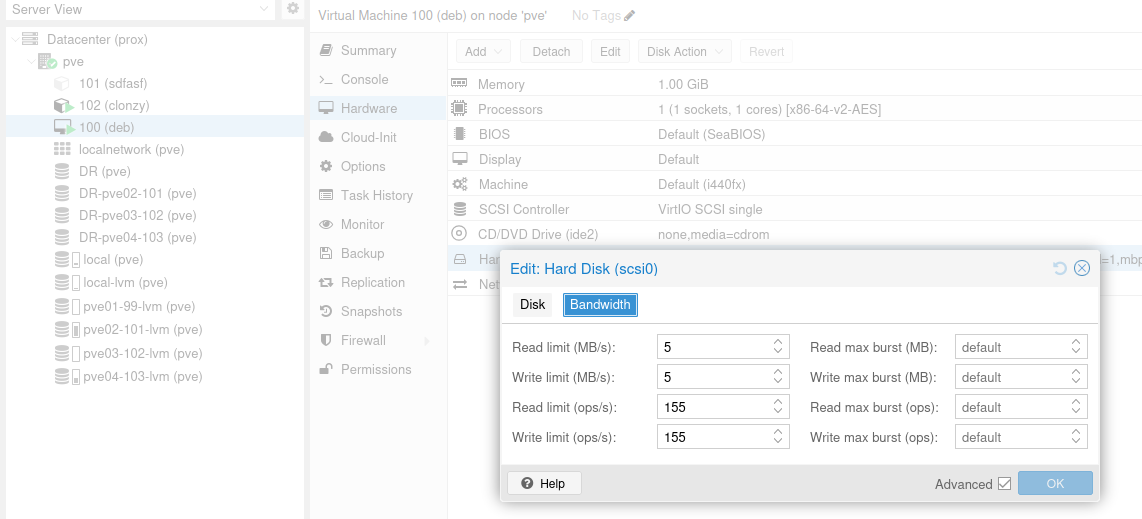 Server View
Datacenter (prox)
pve
101 (sdfasf)
102 (clonzy)
100 (deb)
localnetwork (pve)
DR (pve)
DR-pve02-101 (pve)
DR-pve03-102 (pve)
DR-pve04-103 (pve)
local (pve)
local-lvm (pve)
pve01-99-lvm (pve)
pve02-101-lvm (pve)
pve03-102-lvm (pve)
pve04-103-lvm (pve)
Virtual Machine 100 (deb) on node 'pve' No Tags
Summary
Console
Hardware
Cloud-Init
Options
Task History
Monitor
Backup
Replication
Snapshots
Firewall
Permissions
Add Detach Edit Disk Action Revert
Memory 1.00 GiB
Processors 1 (1 sockets, 1 cores) [x86-64-v2-AES]
BIOS Default (SeaBIOS)
Display Default
Machine Default (i440fx)
SCSI Controller VirtIO SCSI single
CD/DVD Drive (ide2) none,media=cdrom
Har =1,mbp
Net
Edit: Hard Disk (scsi0)
Disk Bandwidth
Read limit (MB/s): 5 Read max burst (MB): default
Write limit (MB/s): 5 Write max burst (MB): default
Read limit (ops/s): 155 Read max burst (ops): default
Write limit (ops/s): 155 Write max burst (ops): default
Help Advanced OK